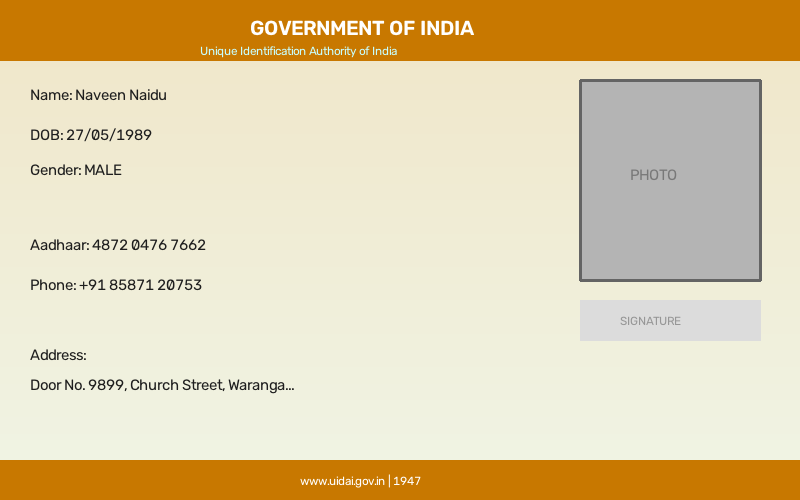 GOVERNMENT OF INDIA
Unique Identification Authority of India
Name: Naveen Naidu
DOB: 27/05/1989
Gender: MALE
PHOTO
Aadhaar: 4872 0476 7662
Phone: +91 85871 20753
SIGNATURE
Address:
Door No. 9899, Church Street, Waranga...
www.uidai.gov.in | 1947